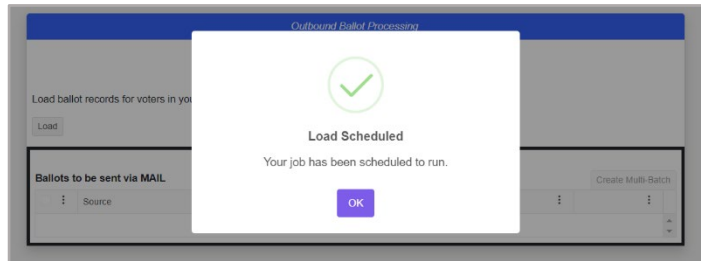 Outbound Ballot Processing
Load ballot records for voters in you
Load
Load Scheduled
Your job has been scheduled to run.
OK
Ballots to be sent via MAIL
Create Multi-Batch
Source